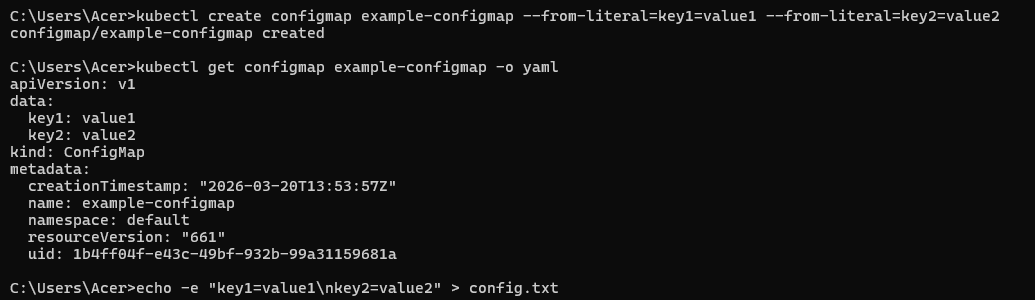 C:\Users\Acer>kubectl create configmap example-configmap --from-literal=key1=value1 --from-literal=key2=value2
configmap/example-configmap created
C:\Users\Acer>kubectl get configmap example-configmap -o yaml
apiVersion: v1
data:
  key1: value1
  key2: value2
kind: ConfigMap
metadata:
  creationTimestamp: "2026-03-20T13:53:57Z"
  name: example-configmap
  namespace: default
  resourceVersion: "661"
  uid: 1b4ff04f-e43c-49bf-932b-99a31159681a
C:\Users\Acer>echo -e "key1=value1\nkey2=value2" > config.txt